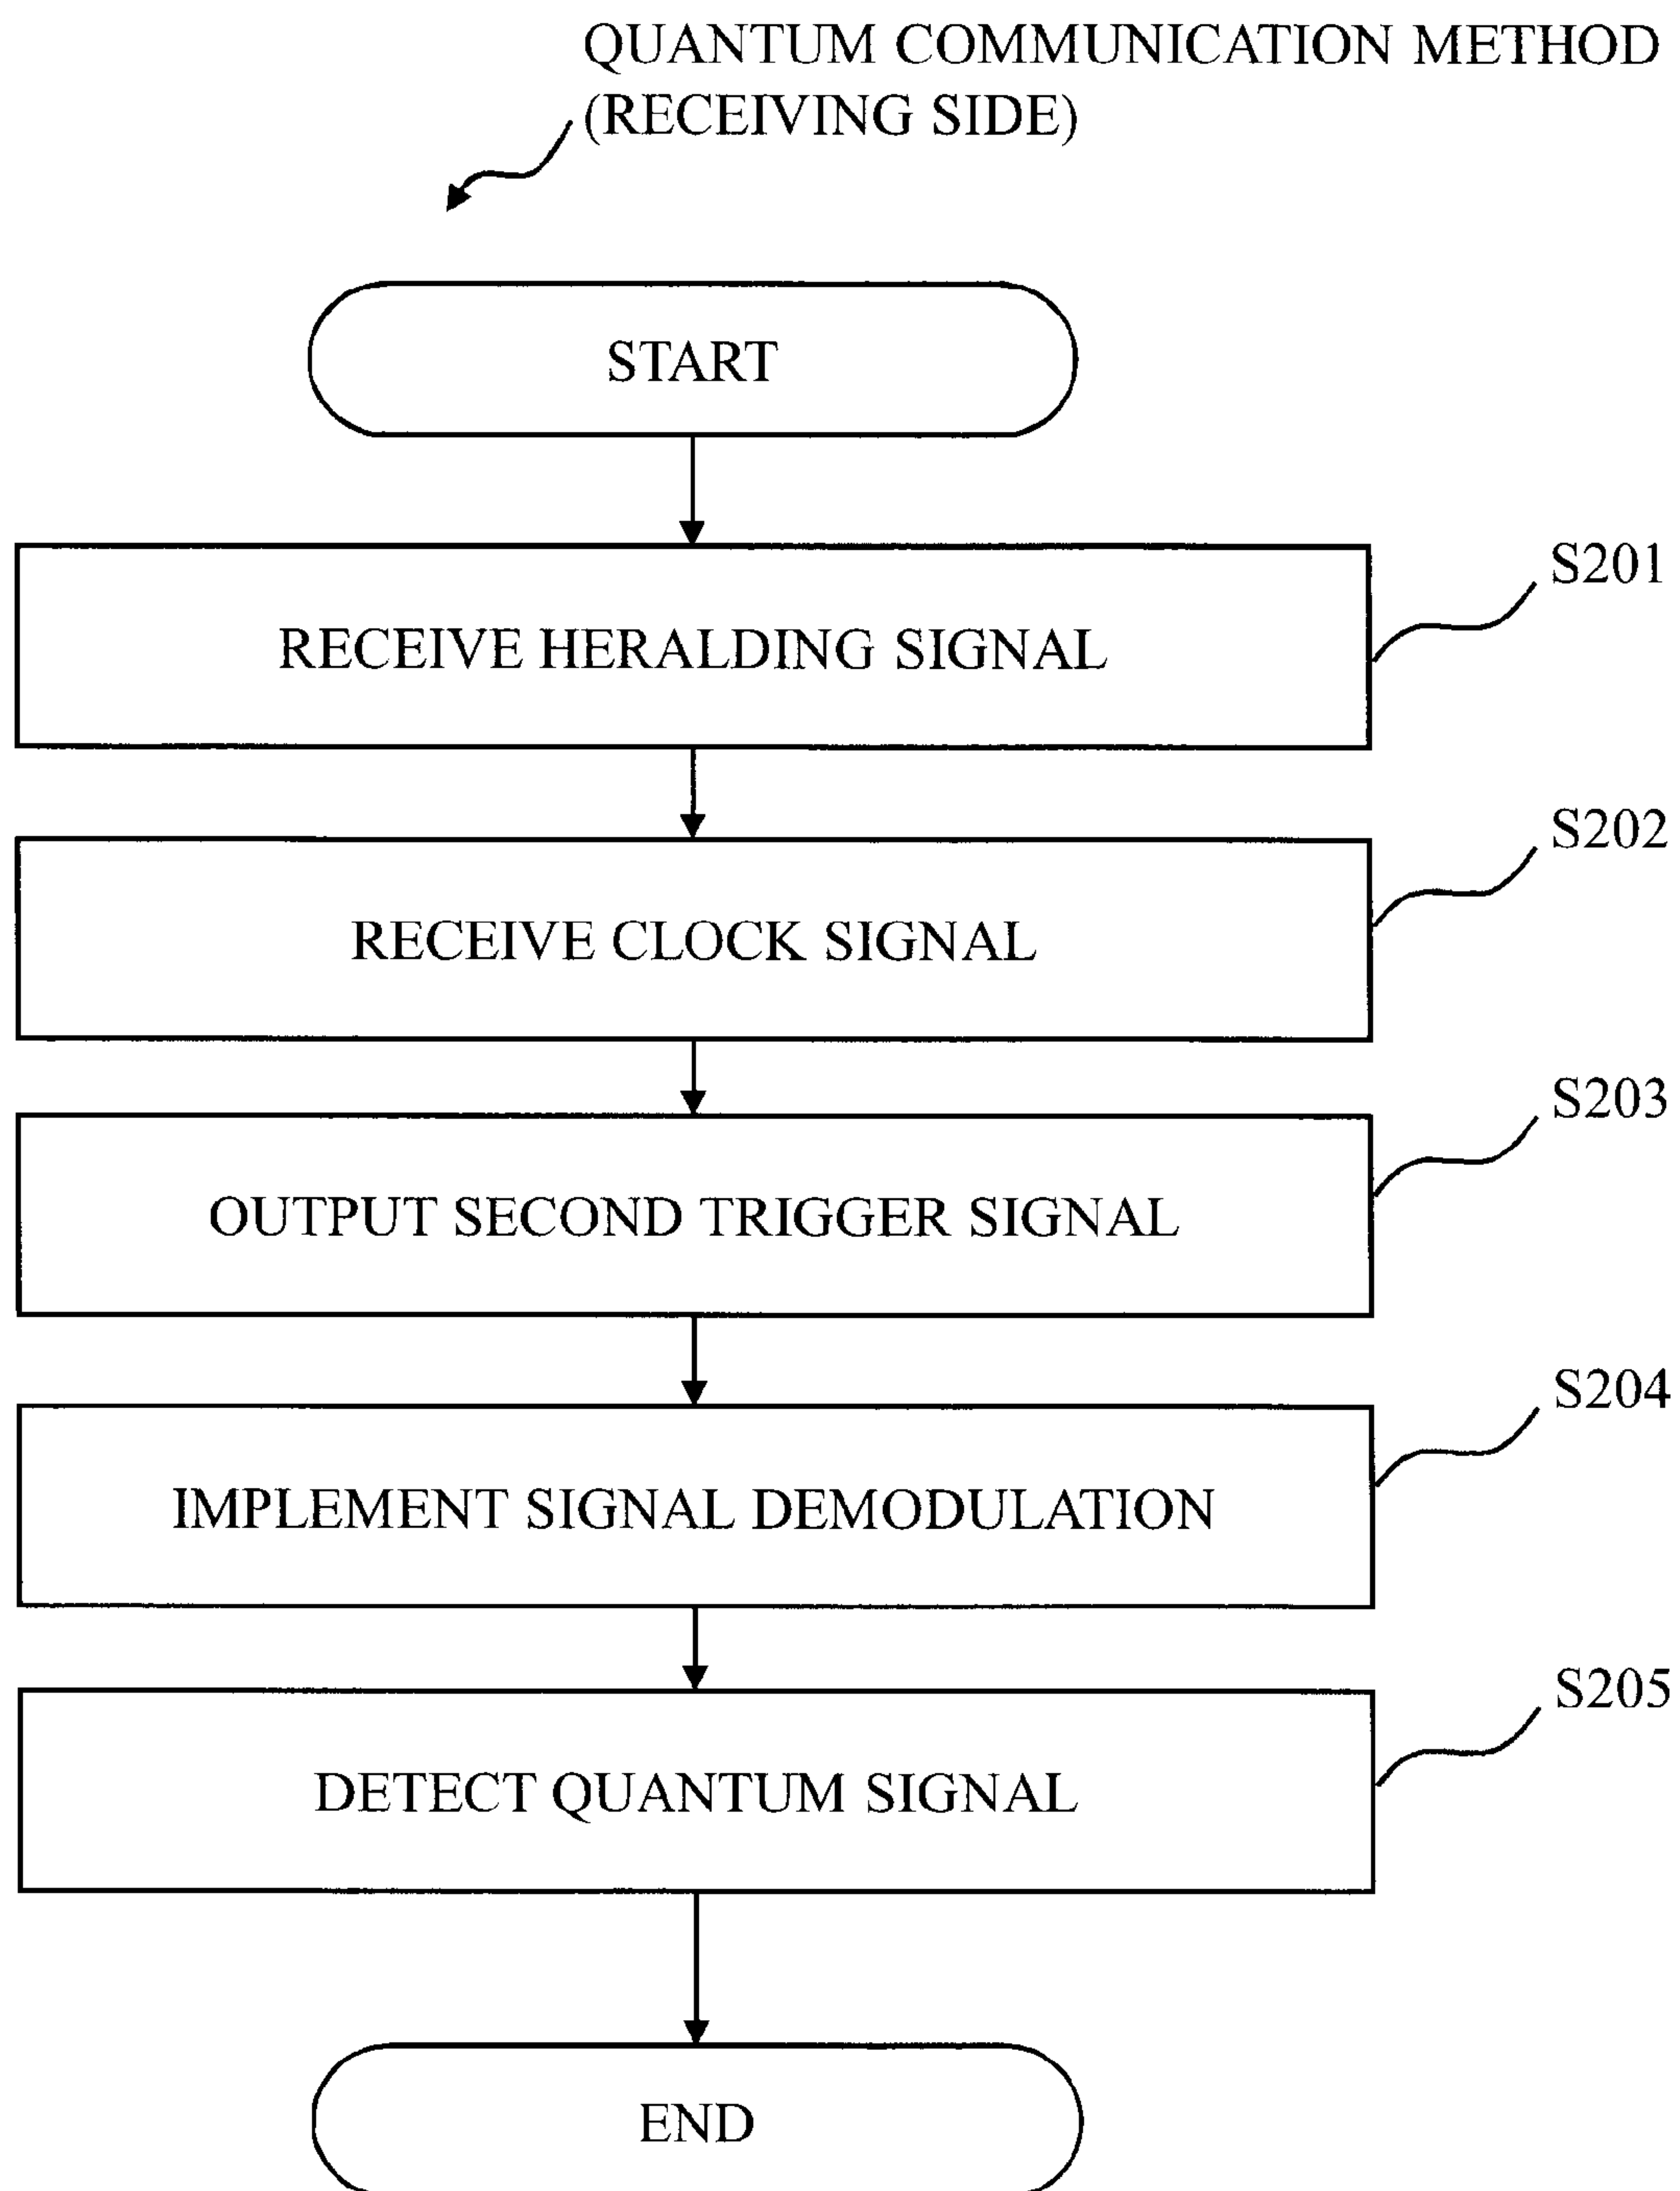 QUANTUM COMMUNICATION METHOD
(RECEIVING SIDE)
START
RECEIVE HERALDING SIGNAL
S201
RECEIVE CLOCK SIGNAL
S202
OUTPUT SECOND TRIGGER SIGNAL
S203
IMPLEMENT SIGNAL DEMODULATION
S204
DETECT QUANTUM SIGNAL
S205
END